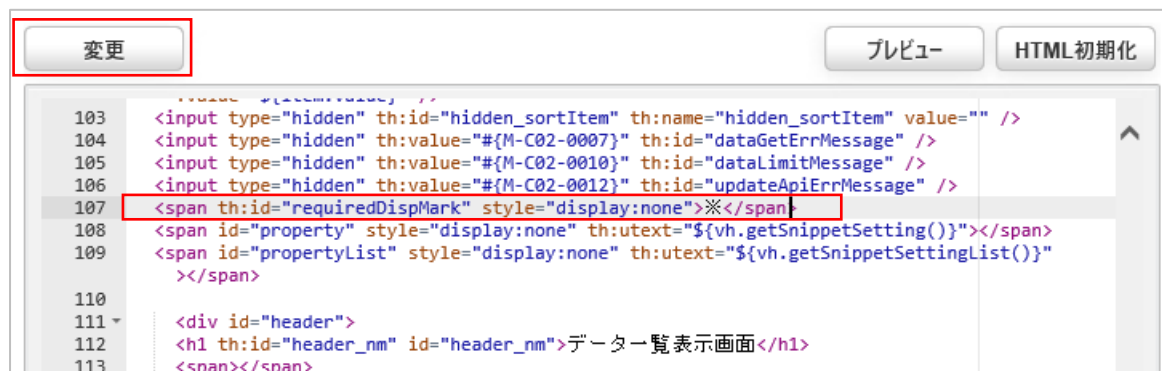 変更
プレビュー
HTML初期化
103 <input type="hidden" th:id="hidden_sortItem" th:name="hidden_sortItem" value="" />
104 <input type="hidden" th:value="#{M-C02-0007}" th:id="dataGetErrMessage" />
105 <input type="hidden" th:value="#{M-C02-0010}" th:id="dataLimitMessage" />
106 <input type="hidden" th:value="#{M-C02-0012}" th:id="updateApiErrMessage" />
107 <span th:id="requiredDispMark" style="display:none">※</span>
108 <span id="property" style="display:none" th:utext="${vh.getSnippetSetting()}"></span>
109 <span id="propertyList" style="display:none" th:utext="${vh.getSnippetSettingList()}"
></span>
110
111 <div id="header">
112 <h1 th:id="header_nm" id="header_nm">データ一覧表示画面</h1>
113 <span></span>